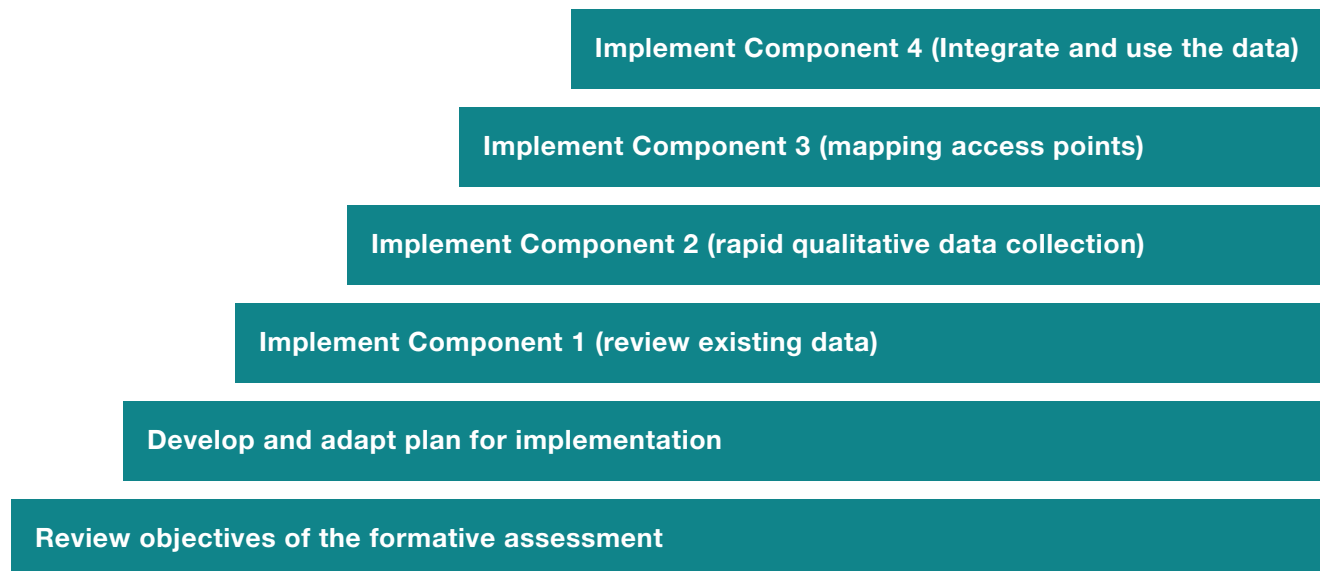 Implement Component 4 (Integrate and use the data)
Implement Component 3 (mapping access points)
Implement Component 2 (rapid qualitative data collection)
Implement Component 1 (review existing data)
Develop and adapt plan for implementation
Review objectives of the formative assessment